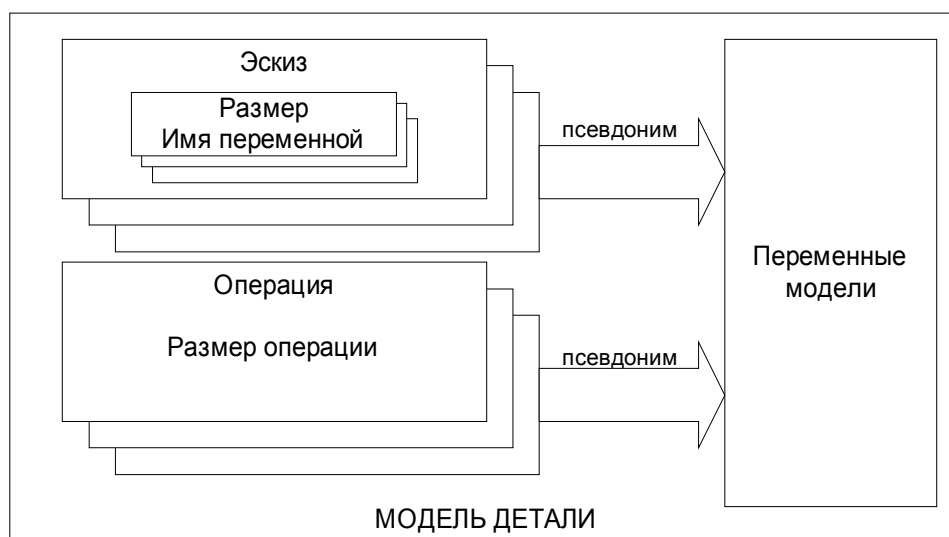 Эскиз
Размер
Имя переменной
псевдоним
Операция
Размер операции
псевдоним
Переменные
модели
МОДЕЛЬ ДЕТАЛИ